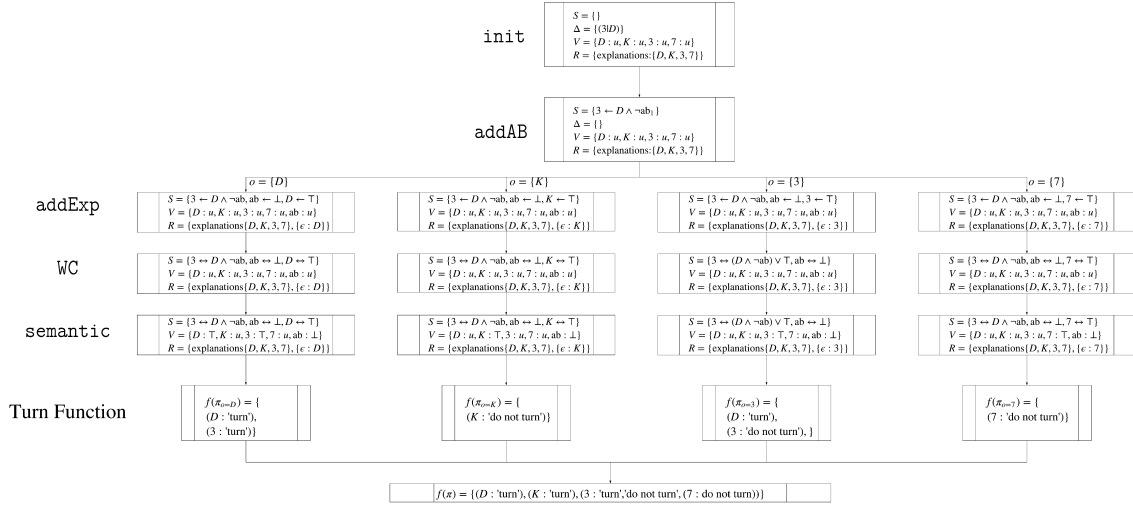 init
S = {}
Δ = {(3|D)}
V = {D : u, K : u, 3 : u, 7 : u}
R = {explanations:{D, K, 3, 7}}
addAB
S = {3 ← D ∧ ¬ab₁}
Δ = {}
V = {D : u, K : u, 3 : u, 7 : u}
R = {explanations:{D, K, 3, 7}}
o = {D}
o = {K}
o = {3}
o = {7}
addExp
S = {3 ← D ∧ ¬ab, ab ← ⊥, D ← ⊤}
V = {D : u, K : u, 3 : u, 7 : u, ab : u}
R = {explanations{D, K, 3, 7}, {ϵ : D}}
S = {3 ← D ∧ ¬ab, ab ← ⊥, K ← ⊤}
V = {D : u, K : u, 3 : u, 7 : u, ab : u}
R = {explanations{D, K, 3, 7}, {ϵ : K}}
S = {3 ← D ∧ ¬ab, ab ← ⊥, 3 ← ⊤}
V = {D : u, K : u, 3 : u, 7 : u, ab : u}
R = {explanations{D, K, 3, 7}, {ϵ : 3}}
S = {3 ← D ∧ ¬ab, ab ← ⊥, 7 ← ⊤}
V = {D : u, K : u, 3 : u, 7 : u, ab : u}
R = {explanations{D, K, 3, 7}, {ϵ : 7}}
WC
S = {3 ↔ D ∧ ¬ab, ab ↔ ⊥, D ↔ ⊤}
V = {D : u, K : u, 3 : u, 7 : u, ab : u}
R = {explanations{D, K, 3, 7}, {ϵ : D}}
S = {3 ↔ D ∧ ¬ab, ab ↔ ⊥, K ↔ ⊤}
V = {D : u, K : u, 3 : u, 7 : u, ab : u}
R = {explanations{D, K, 3, 7}, {ϵ : K}}
S = {3 ↔ (D ∧ ¬ab) ∨ ⊤, ab ↔ ⊥}
V = {D : u, K : u, 3 : u, 7 : u, ab : u}
R = {explanations{D, K, 3, 7}, {ϵ : 3}}
S = {3 ↔ D ∧ ¬ab, ab ↔ ⊥, 7 ↔ ⊤}
V = {D : u, K : u, 3 : u, 7 : u, ab : u}
R = {explanations{D, K, 3, 7}, {ϵ : 7}}
semantic
S = {3 ↔ D ∧ ¬ab, ab ↔ ⊥, D ↔ ⊤}
V = {D : ⊤, K : u, 3 : ⊤, 7 : u, ab : ⊥}
R = {explanations{D, K, 3, 7}, {ϵ : D}}
S = {3 ↔ D ∧ ¬ab, ab ↔ ⊥, K ↔ ⊤}
V = {D : u, K : ⊤, 3 : u, 7 : u, ab : ⊥}
R = {explanations{D, K, 3, 7}, {ϵ : K}}
S = {3 ↔ (D ∧ ¬ab) ∨ ⊤, ab ↔ ⊥}
V = {D : u, K : u, 3 : ⊤, 7 : u, ab : ⊥}
R = {explanations{D, K, 3, 7}, {ϵ : 3}}
S = {3 ↔ D ∧ ¬ab, ab ↔ ⊥, 7 ↔ ⊤}
V = {D : u, K : u, 3 : u, 7 : ⊤, ab : ⊥}
R = {explanations{D, K, 3, 7}, {ϵ : 7}}
Turn Function
f(π_{o=D}) = {
(D : 'turn'),
(3 : 'turn')}
f(π_{o=K}) = {
(K : 'do not turn')}
f(π_{o=3}) = {
(D : 'turn'),
(3 : 'do not turn'), }
f(π_{o=7}) = {
(7 : 'do not turn')}
f(π) = {(D : 'turn'), (K : 'turn'), (3 : 'turn','do not turn', (7 : do not turn))}